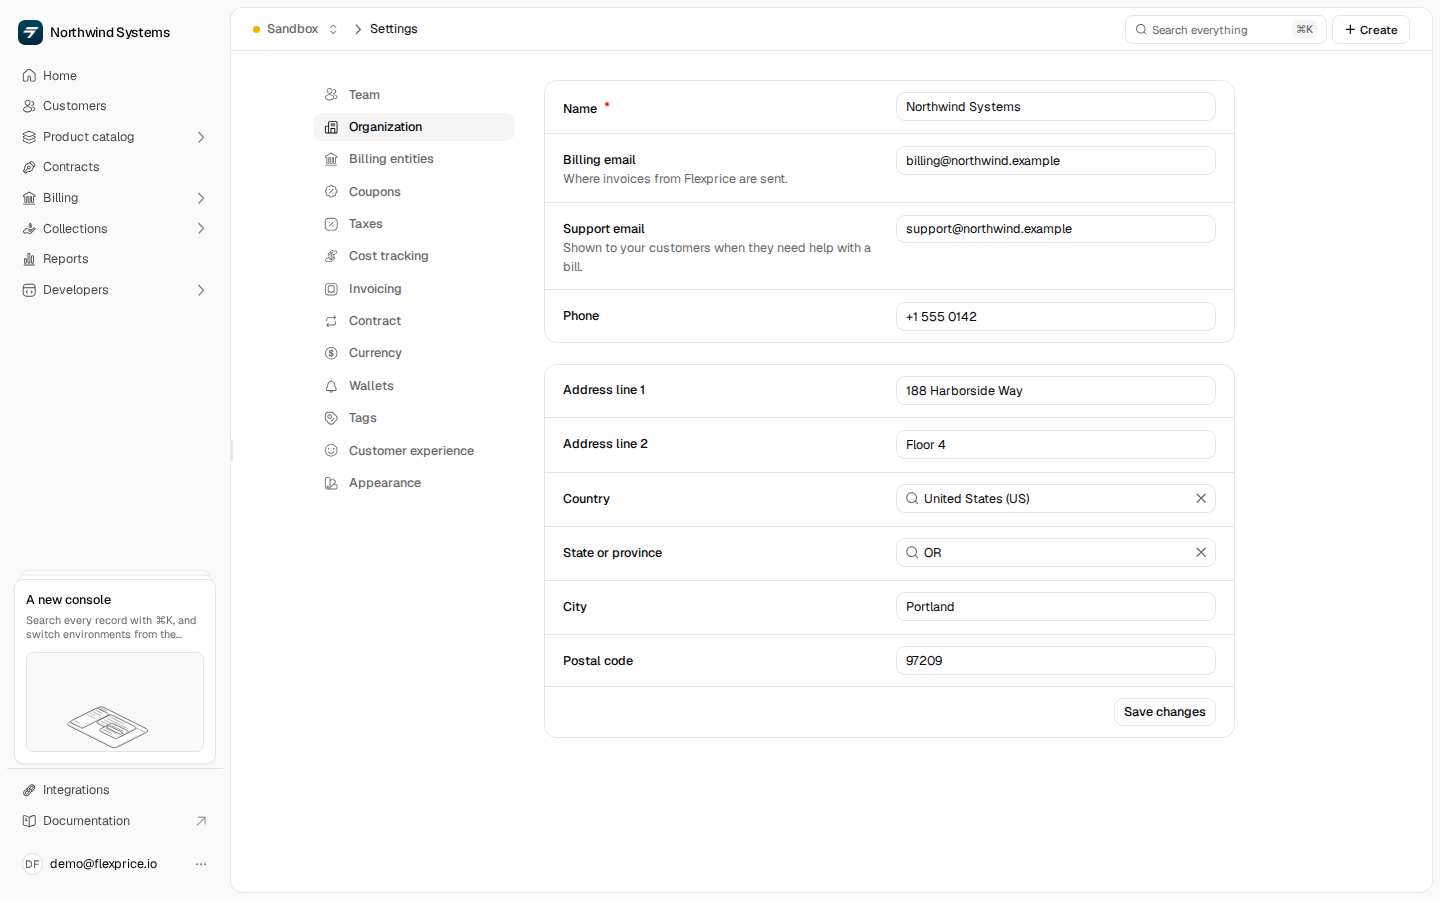 Northwind Systems
Home
Customers
Product catalog
Contracts
Billing
Collections
Reports
Developers
A new console
Search every record with ⌘K, and
switch environments from the...
Integrations
Documentation
DF demo@flexprice.io
Sandbox
Settings
Search everything ⌘K
Create
Team
Organization
Billing entities
Coupons
Taxes
Cost tracking
Invoicing
Contract
Currency
Wallets
Tags
Customer experience
Appearance
Name * Northwind Systems
Billing email billing@northwind.example
Where invoices from Flexprice are sent.
Support email support@northwind.example
Shown to your customers when they need help with a
bill.
Phone +1 555 0142
Address line 1 188 Harborside Way
Address line 2 Floor 4
Country United States (US)
State or province OR
City Portland
Postal code 97209
Save changes